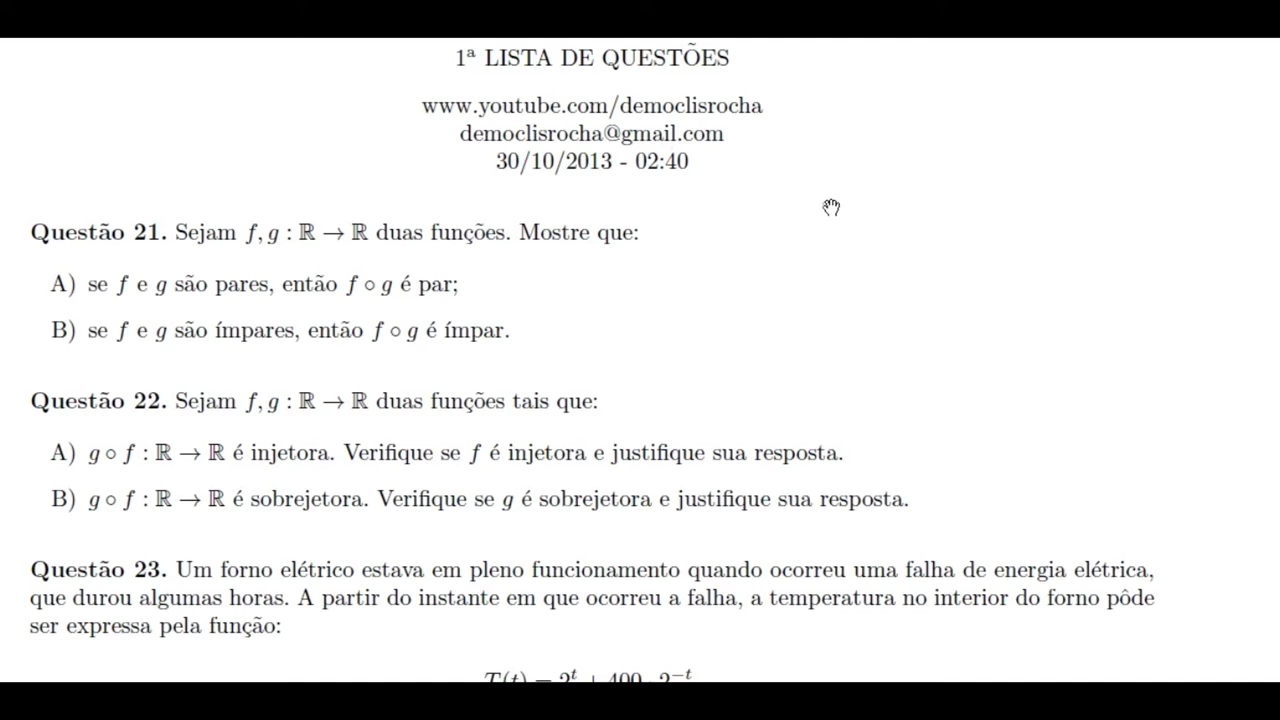 1ª LISTA DE QUESTÕES
www.youtube.com/democlisrocha
democlisrocha@gmail.com
30/10/2013 - 02:40
Questão 21. Sejam f, g : ℝ → ℝ duas funções. Mostre que:
A) se f e g são pares, então f ∘ g é par;
B) se f e g são ímpares, então f ∘ g é ímpar.
Questão 22. Sejam f, g : ℝ → ℝ duas funções tais que:
A) g ∘ f : ℝ → ℝ é injetora. Verifique se f é injetora e justifique sua resposta.
B) g ∘ f : ℝ → ℝ é sobrejetora. Verifique se g é sobrejetora e justifique sua resposta.
Questão 23. Um forno elétrico estava em pleno funcionamento quando ocorreu uma falha de energia elétrica,
que durou algumas horas. A partir do instante em que ocorreu a falha, a temperatura no interior do forno pôde
ser expressa pela função:
T(t) = 2^t + 400 · 2^−t